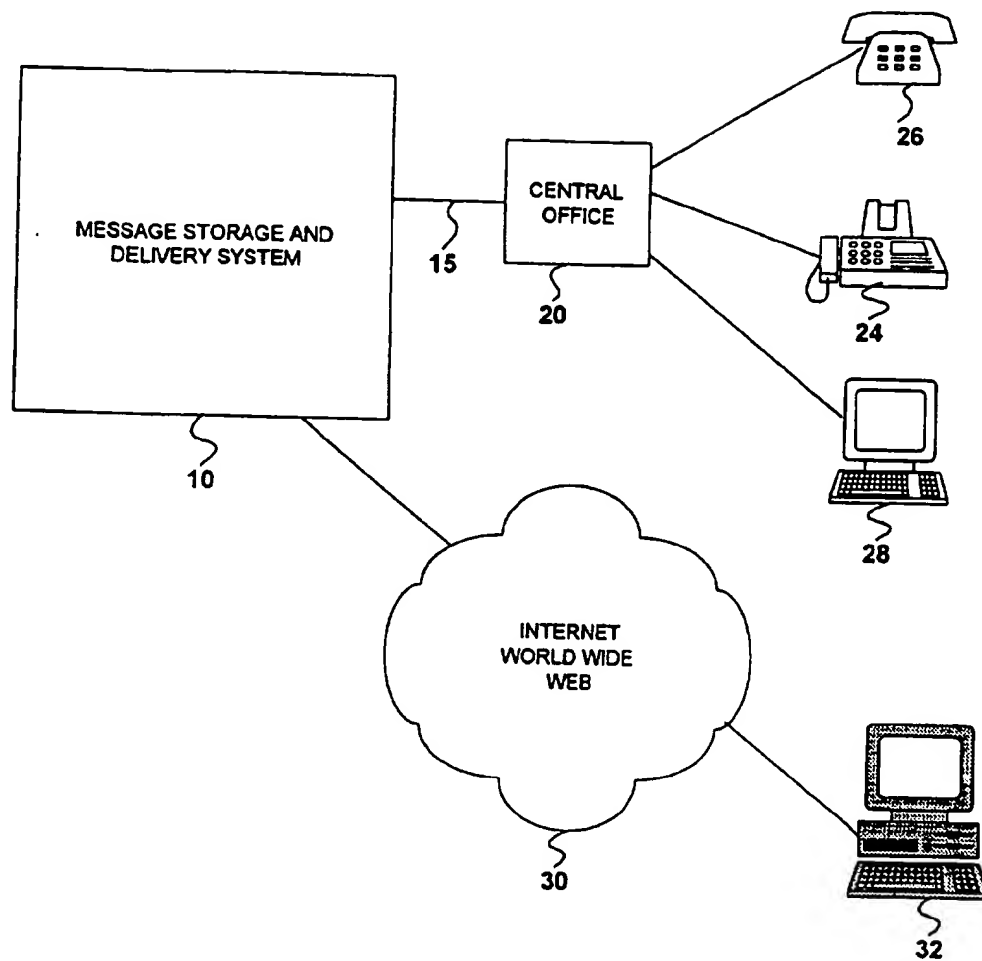 26
MESSAGE STORAGE AND
DELIVERY SYSTEM
CENTRAL
OFFICE
15
20
24
10
28
INTERNET
WORLD WIDE
WEB
30
32